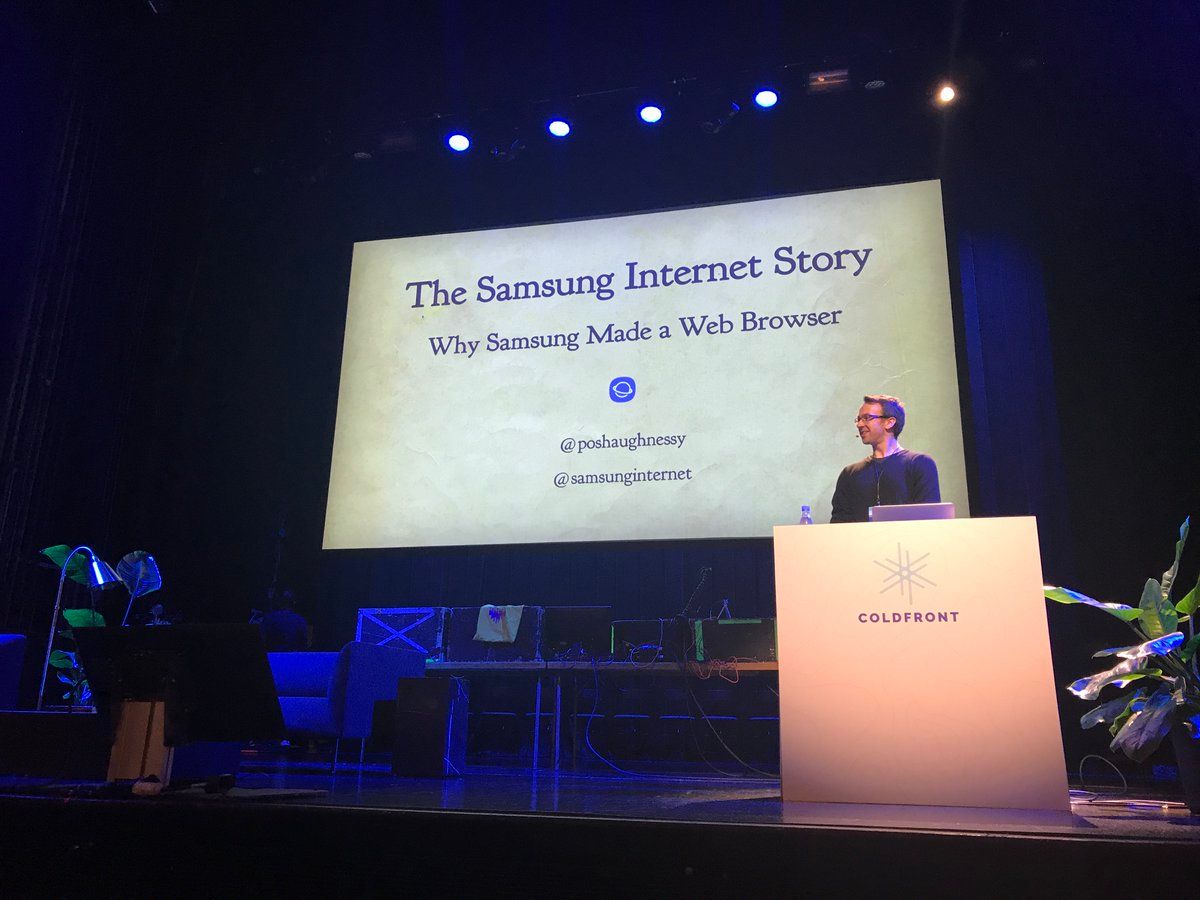 The Samsung Internet Story
Why Samsung Made a Web Browser
@poshaughnessy
@samsunginternet
COLDFRONT